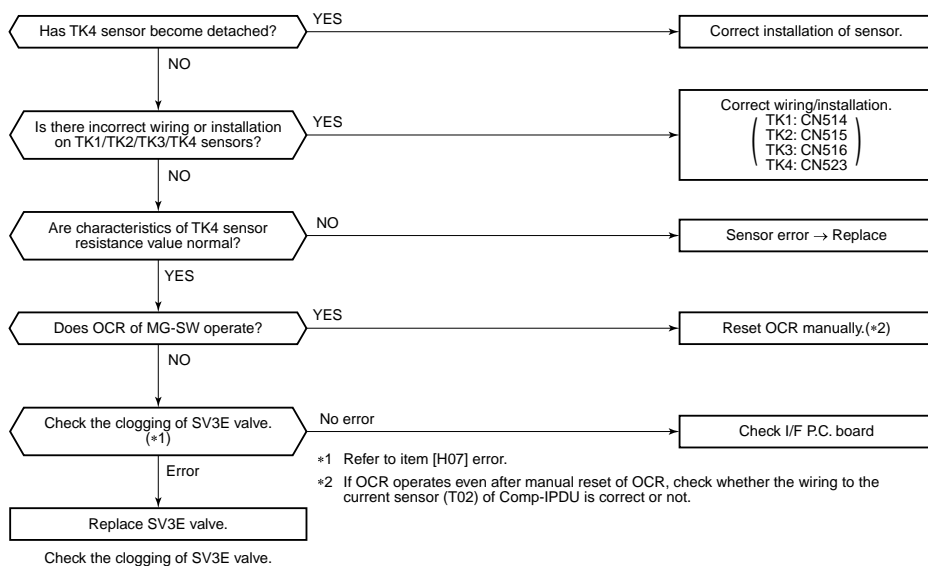 Has TK4 sensor become detached?
YES
Correct installation of sensor.
NO
Is there incorrect wiring or installation
on TK1/TK2/TK3/TK4 sensors?
YES
Correct wiring/installation.
TK1: CN514
TK2: CN515
TK3: CN516
TK4: CN523
NO
Are characteristics of TK4 sensor
resistance value normal?
NO
Sensor error → Replace
YES
Does OCR of MG-SW operate?
YES
Reset OCR manually.(∗2)
NO
Check the clogging of SV3E valve.
(∗1)
No error
Check I/F P.C. board
Error
∗1 Refer to item [H07] error.
∗2 If OCR operates even after manual reset of OCR, check whether the wiring to the
current sensor (T02) of Comp-IPDU is correct or not.
Replace SV3E valve.
Check the clogging of SV3E valve.